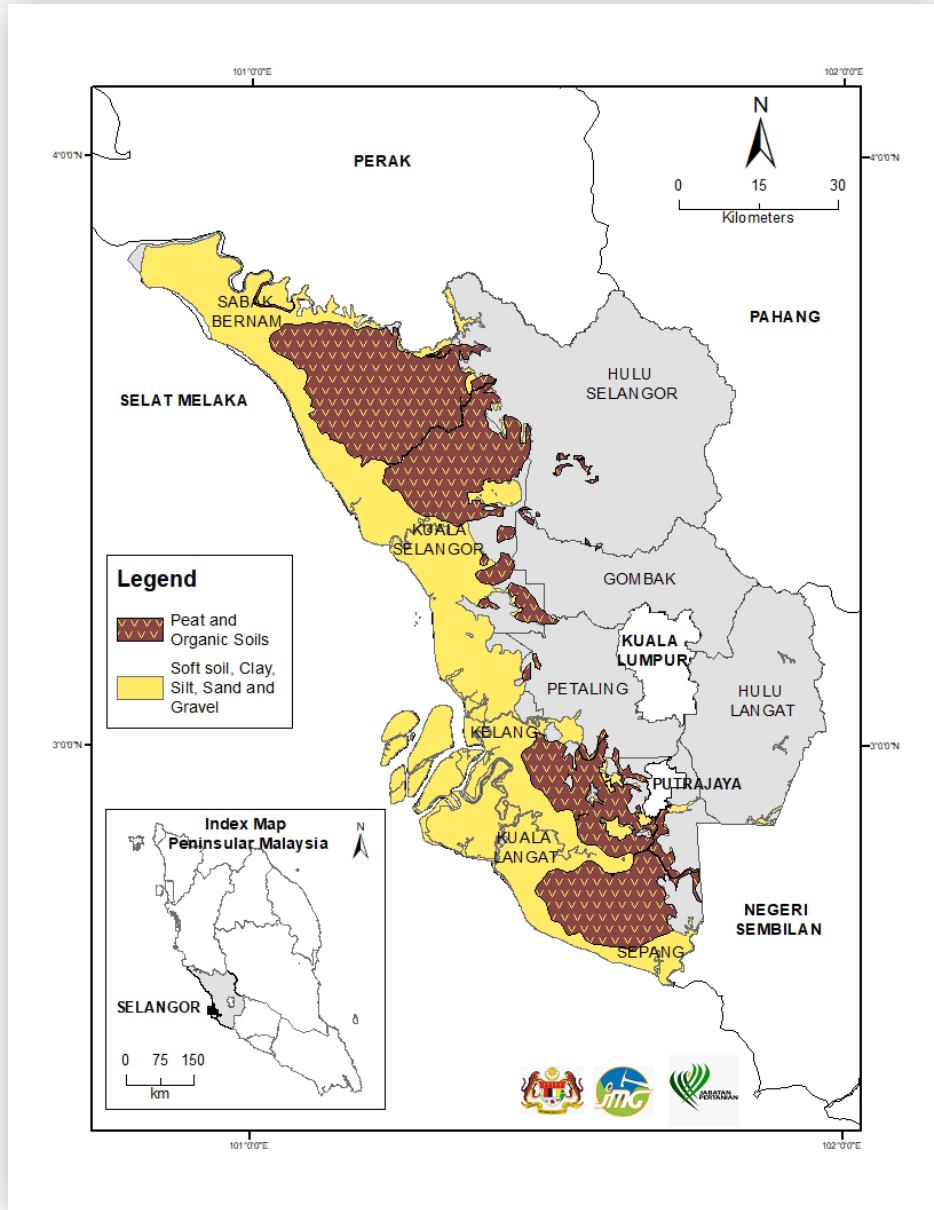 101°0'0"E
102°0'0"E
N
4°0'0"N
PERAK
4°0'0"N
0 15 30
Kilometers
SABAK
BERNAM
PAHANG
HULU
SELANGOR
SELAT MELAKA
KUALA
SELANGOR
Legend
Peat and
Organic Soils
Soft soil, Clay,
Silt, Sand and
Gravel
GOMBAK
KUALA
LUMPUR
PETALING
HULU
LANGAT
KELANG
3°0'0"N
3°0'0"N
PUTRAJAYA
KUALA
LANGAT
NEGERI
SEMBILAN
SEPANG
Index Map
Peninsular Malaysia
N
SELANGOR
0 75 150
km
jMG
JABATAN
PERTANIAN
101°0'0"E
102°0'0"E